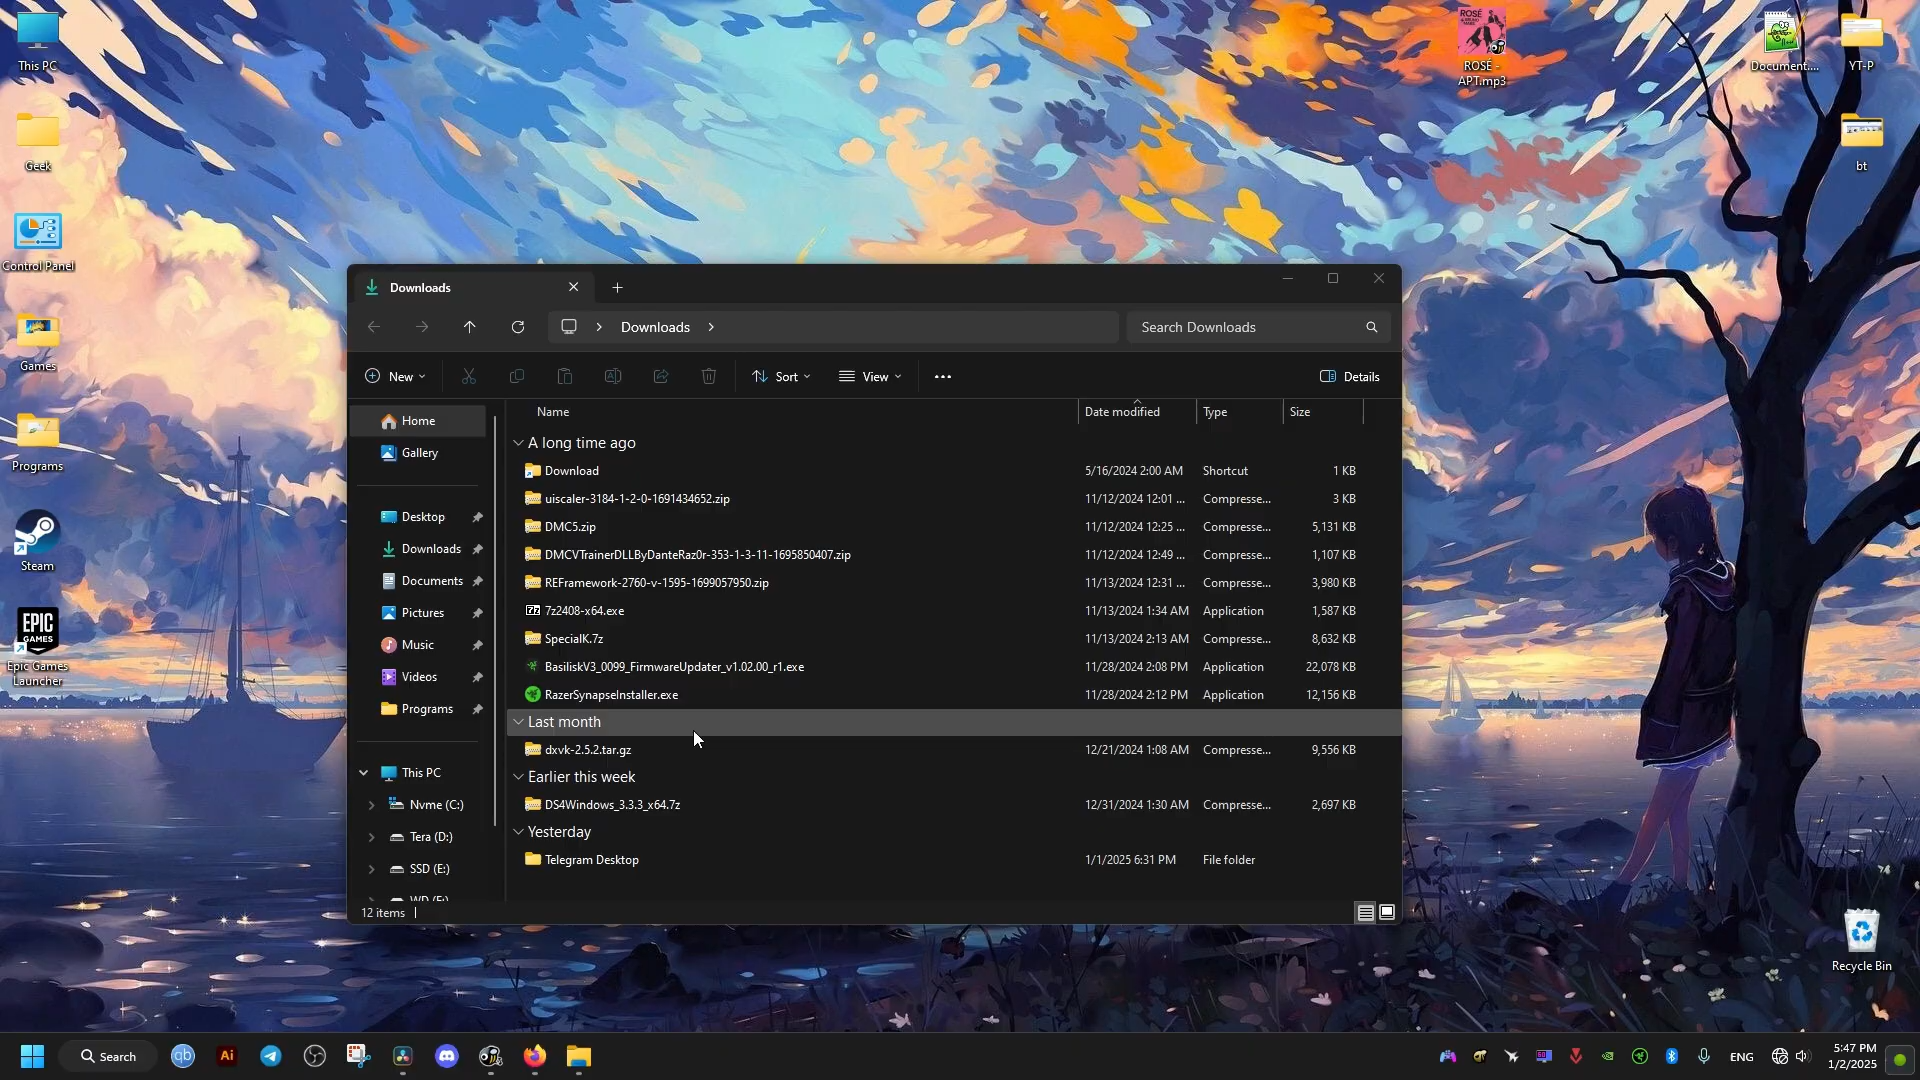 This PC
Geek
Control Panel
Games
Programs
Steam
EPIC
GAMES
Epic Games
Launcher
ROSÉ
ROSÉ -
APT.mp3
Document....
YT-P
bt
Recycle Bin
Downloads
Downloads
Search Downloads
New
Sort
View
Details
Home
Gallery
Desktop
Downloads
Documents
Pictures
Music
Videos
Programs
This PC
Nvme (C:)
Tera (D:)
SSD (E:)
Name Date modified Type Size
A long time ago
Download 5/16/2024 2:00 AM Shortcut 1 KB
uiscaler-3184-1-2-0-1691434652.zip 11/12/2024 12:01 ... Compresse... 3 KB
DMC5.zip 11/12/2024 12:25 ... Compresse... 5,131 KB
DMCVTrainerDLLByDanteRaz0r-353-1-3-11-1695850407.zip 11/12/2024 12:49 ... Compresse... 1,107 KB
REFramework-2760-v-1595-1699057950.zip 11/13/2024 12:31 ... Compresse... 3,980 KB
7z2408-x64.exe 11/13/2024 1:34 AM Application 1,587 KB
SpecialK.7z 11/13/2024 2:13 AM Compresse... 8,632 KB
BasiliskV3_0099_FirmwareUpdater_v1.02.00_r1.exe 11/28/2024 2:08 PM Application 22,078 KB
RazerSynapseInstaller.exe 11/28/2024 2:12 PM Application 12,156 KB
Last month
dxvk-2.5.2.tar.gz 12/21/2024 1:08 AM Compresse... 9,556 KB
Earlier this week
DS4Windows_3.3.3_x64.7z 12/31/2024 1:30 AM Compresse... 2,697 KB
Yesterday
Telegram Desktop 1/1/2025 6:31 PM File folder
12 items
Search
qb
Ai
ENG
5:47 PM
1/2/2025